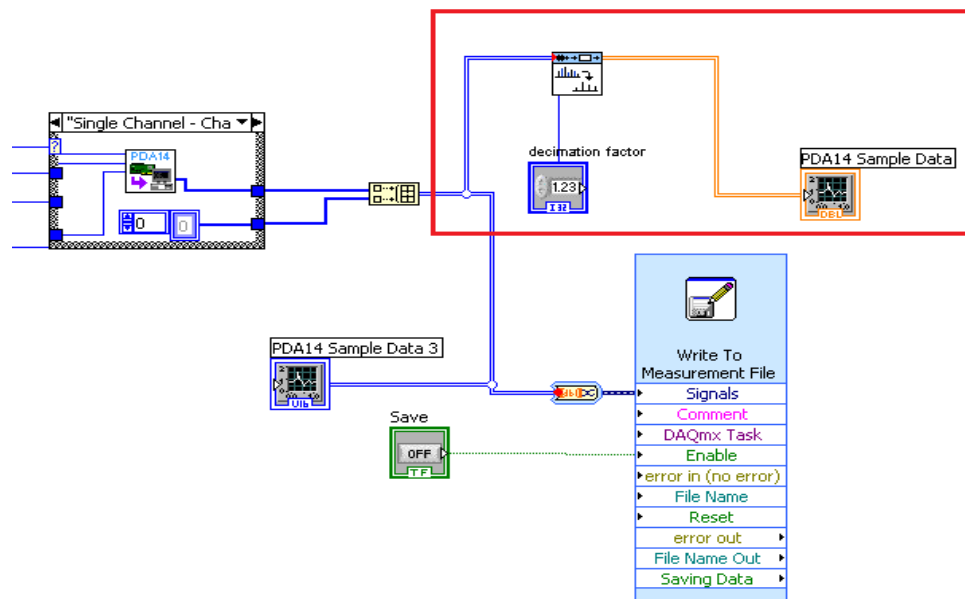 "Single Channel - Cha
?
PDA14
0
0
decimation factor
1.23
I32
PDA14 Sample Data
DBL
PDA14 Sample Data 3
U16
Save
OFF
TF
Write To
Measurement File
Signals
Comment
DAQmx Task
Enable
error in (no error)
File Name
Reset
error out
File Name Out
Saving Data